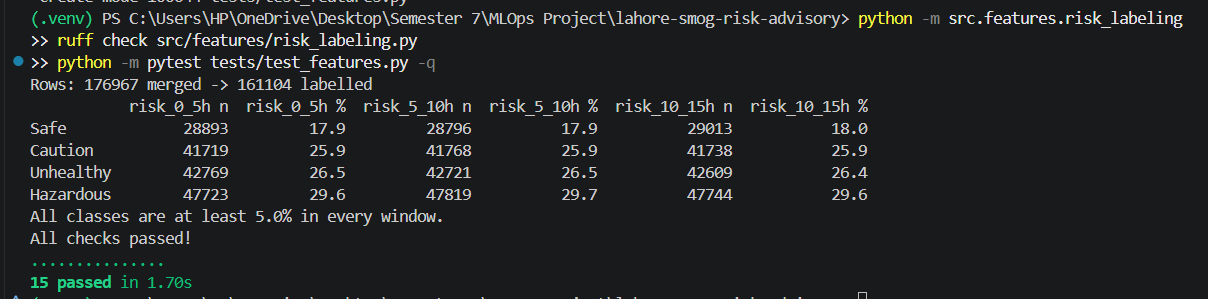 (.venv) PS C:\Users\HP\OneDrive\Desktop\Semester 7\MLOps Project\lahore-smog-risk-advisory> python -m src.features.risk_labeling
>> ruff check src/features/risk_labeling.py
>> python -m pytest tests/test_features.py -q
Rows: 176967 merged -> 161104 labelled
risk_0_5h n risk_0_5h % risk_5_10h n risk_5_10h % risk_10_15h n risk_10_15h %
Safe 28893 17.9 28796 17.9 29013 18.0
Caution 41719 25.9 41768 25.9 41738 25.9
Unhealthy 42769 26.5 42721 26.5 42609 26.4
Hazardous 47723 29.6 47819 29.7 47744 29.6
All classes are at least 5.0% in every window.
All checks passed!
...............
15 passed in 1.70s